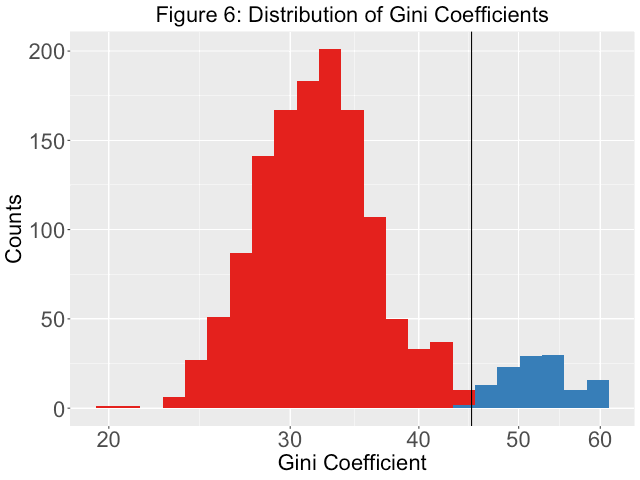 Figure 6: Distribution of Gini Coefficients
200
150
100
50
0
Counts
20 30 40 50 60
Gini Coefficient